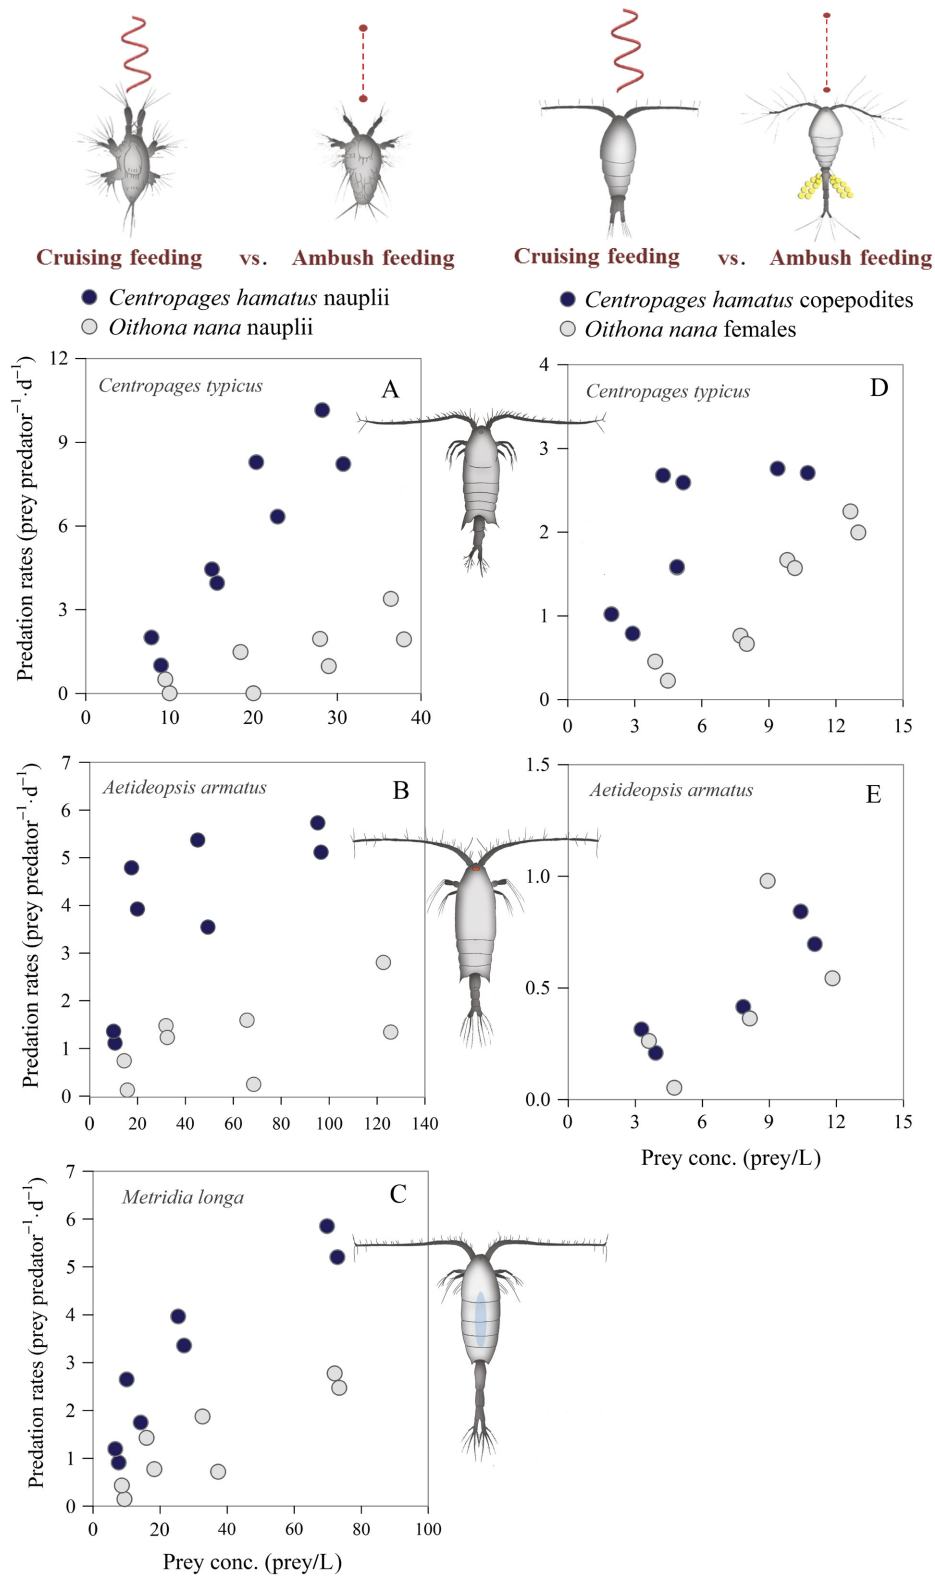 Cruising feeding vs. Ambush feeding
Cruising feeding vs. Ambush feeding
Centropages hamatus nauplii
Oithona nana nauplii
Centropages hamatus copepodites
Oithona nana females
Predation rates (prey predator⁻¹·d⁻¹)
12
9
6
3
0
Centropages typicus
A
0 10 20 30 40
4
3
2
1
0
Centropages typicus
D
0 3 6 9 12 15
Predation rates (prey predator⁻¹·d⁻¹)
7
6
5
4
3
2
1
0
Aetideopsis armatus
B
0 20 40 60 80 100 120 140
1.5
1.0
0.5
0.0
Aetideopsis armatus
E
0 3 6 9 12 15
Prey conc. (prey/L)
Predation rates (prey predator⁻¹·d⁻¹)
7
6
5
4
3
2
1
0
Metridia longa
C
0 20 40 60 80 100
Prey conc. (prey/L)